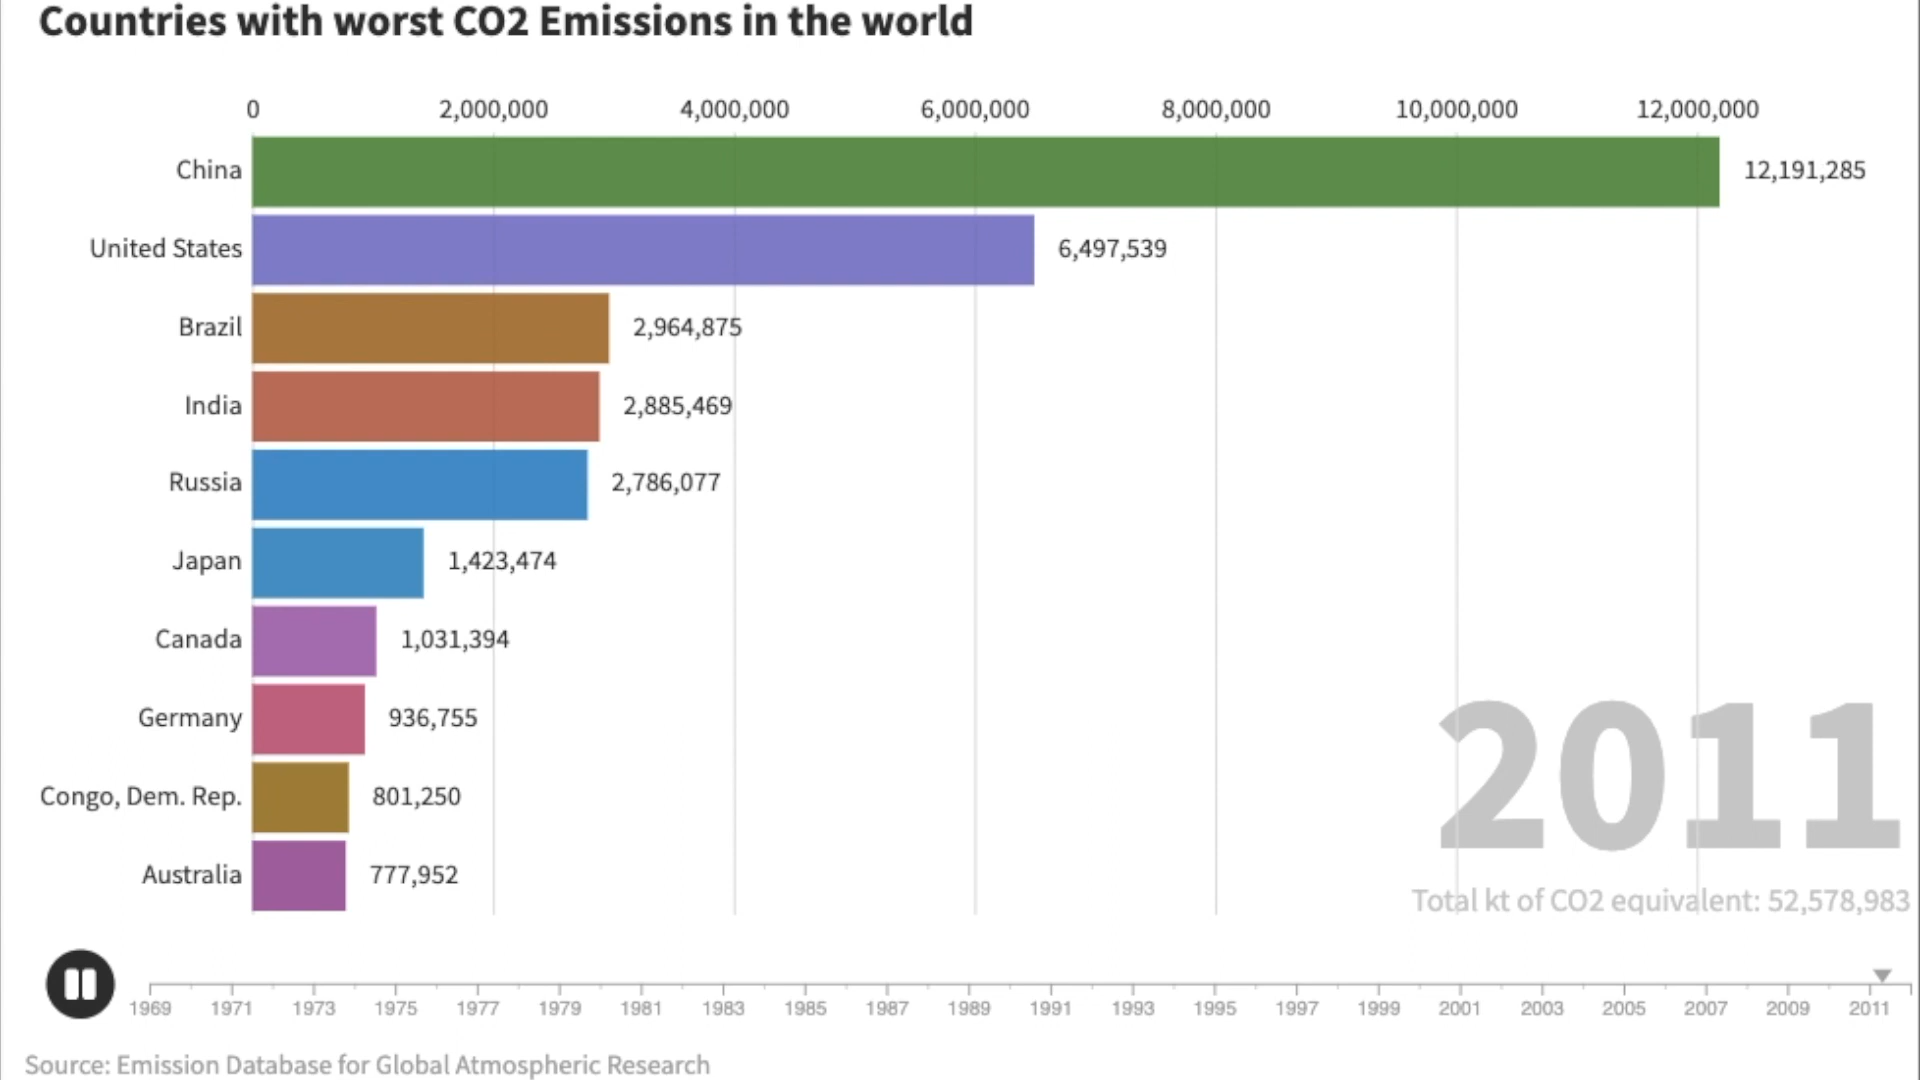 Countries with worst CO2 Emissions in the world
0 2,000,000 4,000,000 6,000,000 8,000,000 10,000,000 12,000,000
China 12,191,285
United States 6,497,539
Brazil 2,964,875
India 2,885,469
Russia 2,786,077
Japan 1,423,474
Canada 1,031,394
Germany 936,755
Congo, Dem. Rep. 801,250
Australia 777,952
2011
Total kt of CO2 equivalent: 52,578,983
1969 1971 1973 1975 1977 1979 1981 1983 1985 1987 1989 1991 1993 1995 1997 1999 2001 2003 2005 2007 2009 2011
Source: Emission Database for Global Atmospheric Research